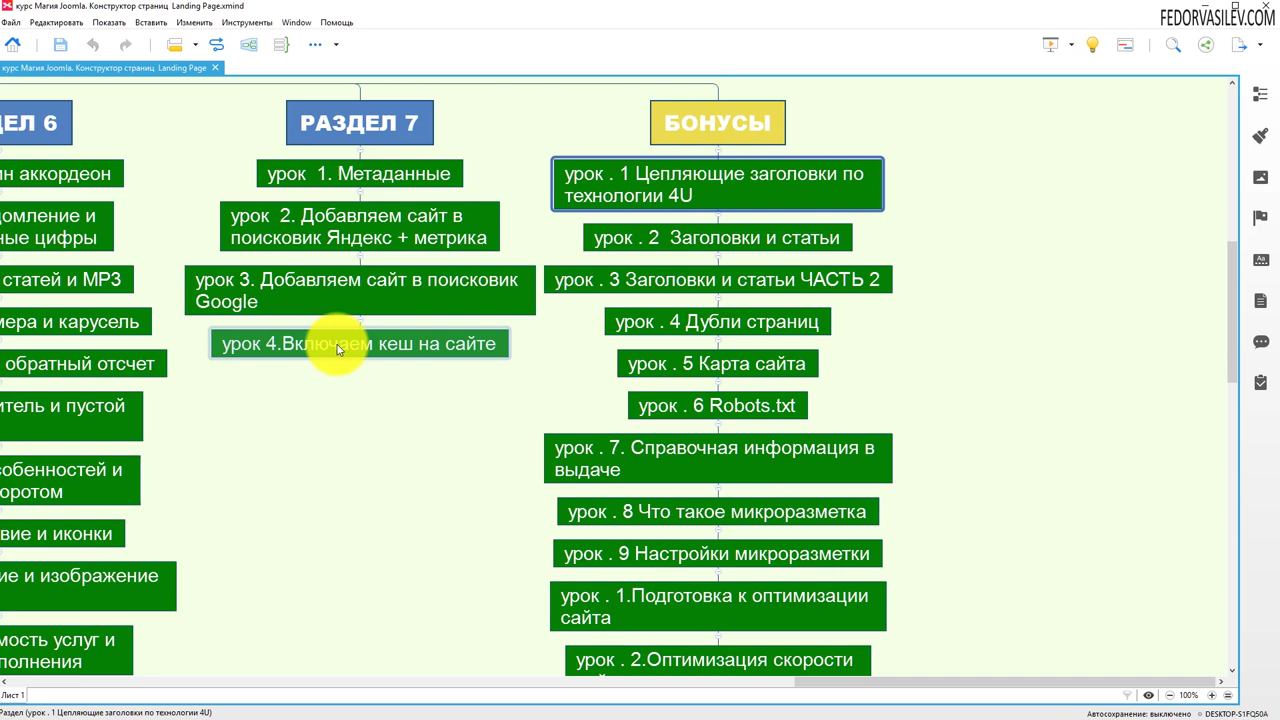 курс Магия Joomla. Конструктор страниц Landing Page.xmind
FEDORVASILEV.COM
Файл Редактировать Показать Вставить Изменить Инструменты Window Помощь
курс Магия Joomla. Конструктор страниц Landing Page
ЕЛ 6
РАЗДЕЛ 7
БОНУСЫ
н аккордеон
омление и
ные цифры
статей и MP3
мера и карусель
обратный отсчет
итель и пустой
собенностей и
оротом
вие и иконки
ие и изображение
мость услуг и
полнения
урок 1. Метаданные
урок 2. Добавляем сайт в
поисковик Яндекс + метрика
урок 3. Добавляем сайт в поисковик
Google
урок 4.Включаем кеш на сайте
урок . 1 Цепляющие заголовки по
технологии 4U
урок . 2 Заголовки и статьи
урок . 3 Заголовки и статьи ЧАСТЬ 2
урок . 4 Дубли страниц
урок . 5 Карта сайта
урок . 6 Robots.txt
урок . 7. Справочная информация в
выдаче
урок . 8 Что такое микроразметка
урок . 9 Настройки микроразметки
урок . 1.Подготовка к оптимизации
сайта
урок . 2.Оптимизация скорости
Лист 1
100%
Раздел (урок . 1 Цепляющие заголовки по технологии 4U)
Автосохранение: выключено
DESKTOP-S1FQ50A